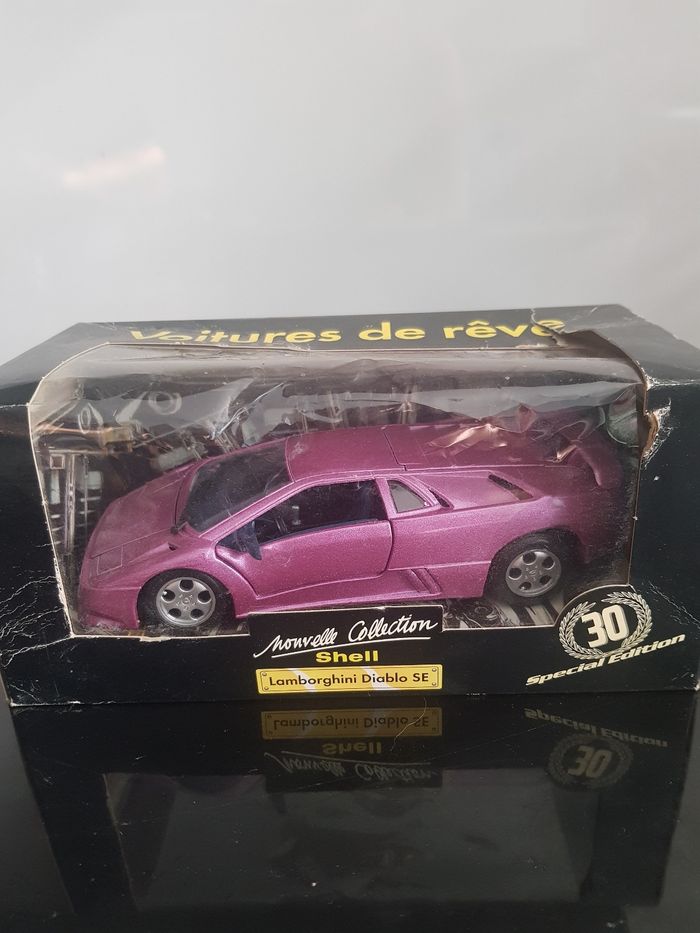 Voitures de rêve
Nouvelle Collection
Shell
Lamborghini Diablo SE
30
Special Edition